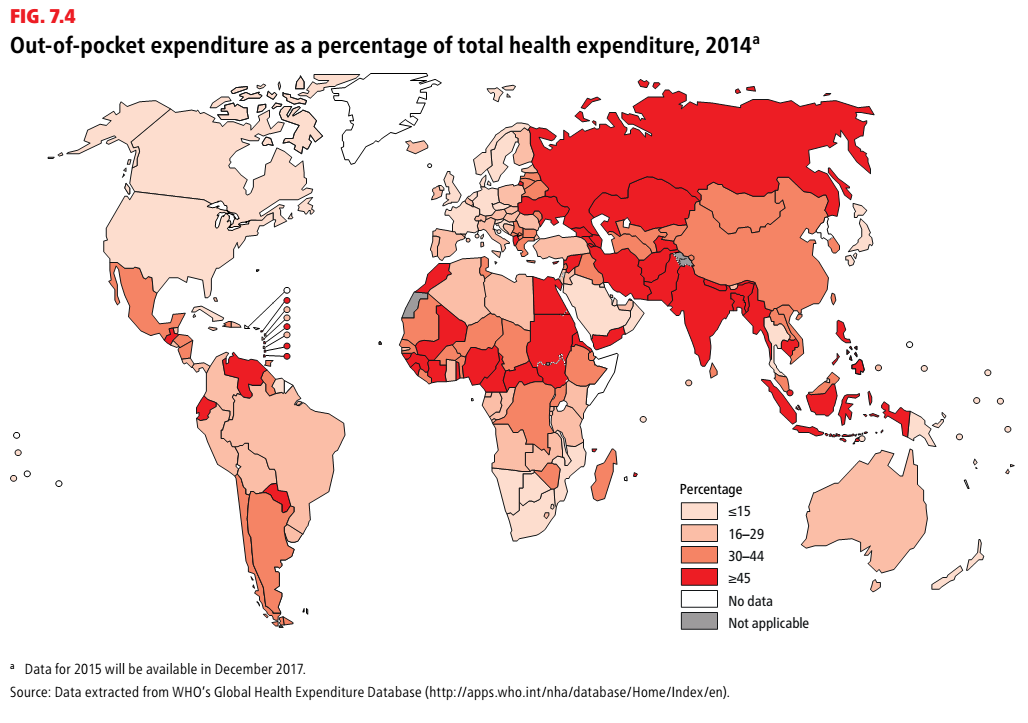 FIG. 7.4
Out-of-pocket expenditure as a percentage of total health expenditure, 2014ᵃ
Percentage
≤15
16–29
30–44
≥45
No data
Not applicable
ᵃ Data for 2015 will be available in December 2017.
Source: Data extracted from WHO's Global Health Expenditure Database (http://apps.who.int/nha/database/Home/Index/en).